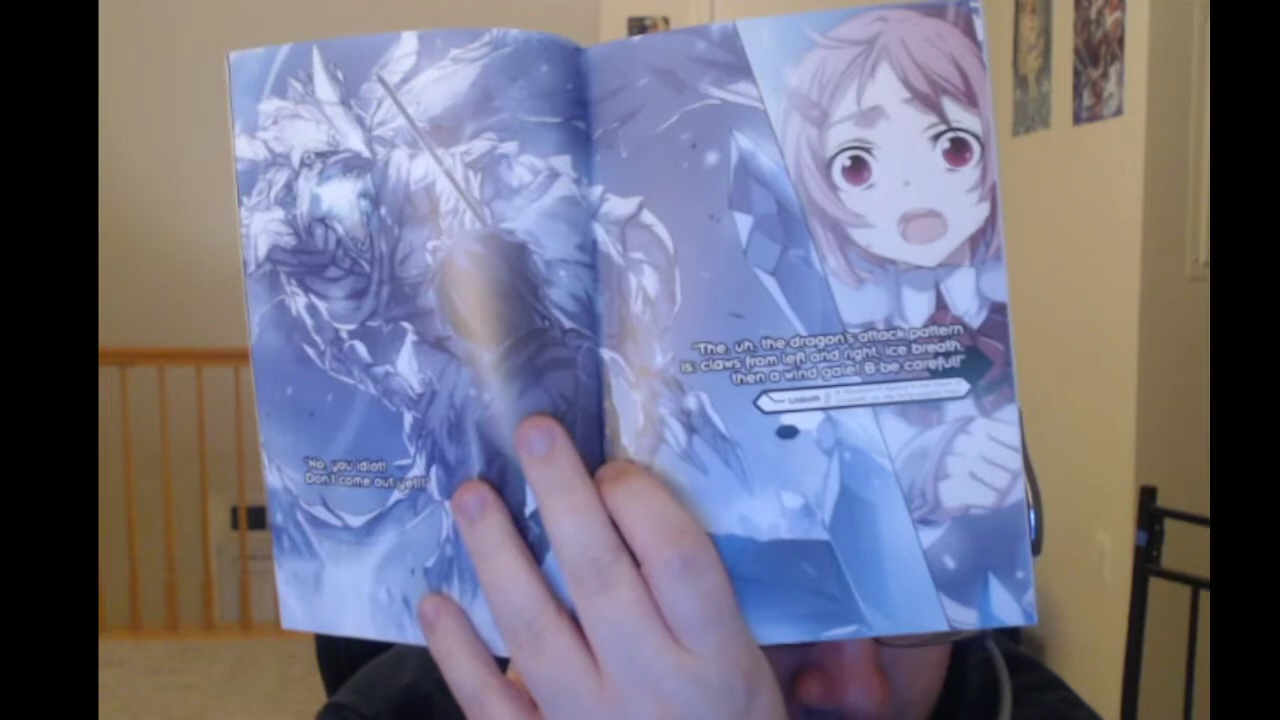 "No, you idiot!
Don't come out yet!!"
"The, uh, the dragon's attack pattern
is: claws from left and right, ice breath,
then a wind gale! B-be careful!"
Lisbeth